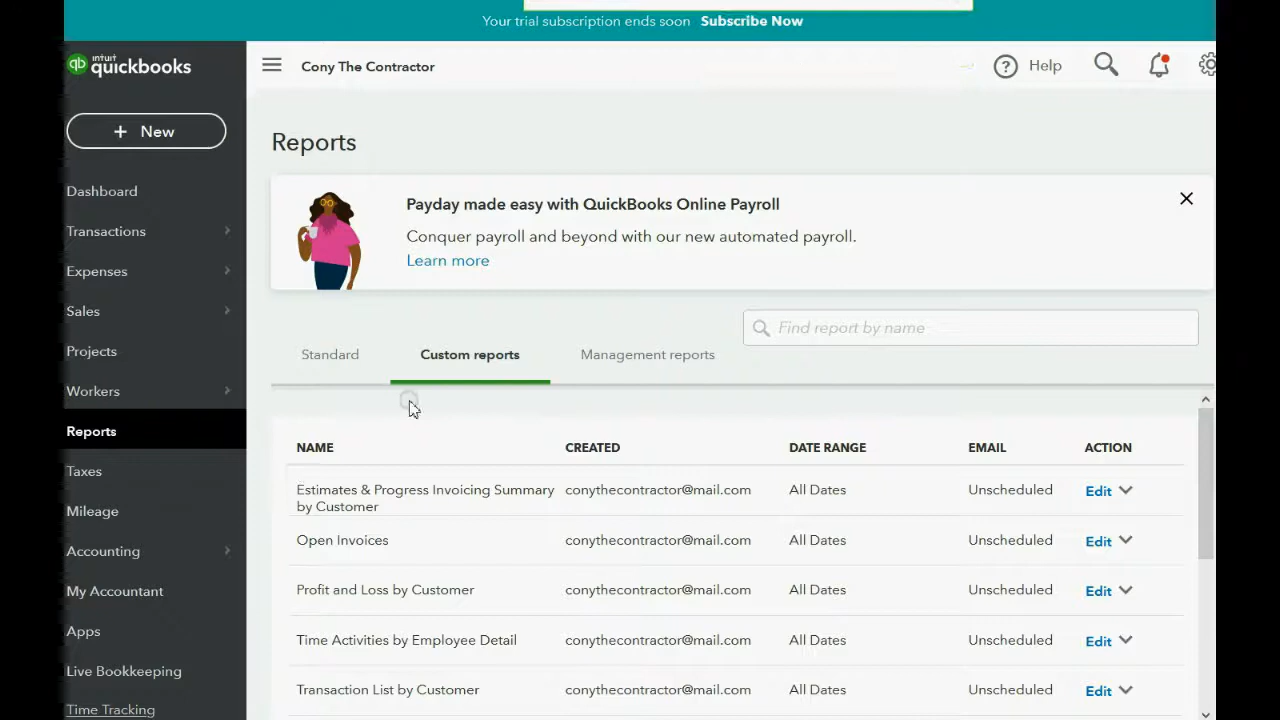 Your trial subscription ends soon Subscribe Now
intuit
quickbooks
Cony The Contractor
Help
+ New
Reports
Dashboard
Transactions
Expenses
Sales
Projects
Workers
Reports
Taxes
Mileage
Accounting
My Accountant
Apps
Live Bookkeeping
Time Tracking
Payday made easy with QuickBooks Online Payroll
Conquer payroll and beyond with our new automated payroll.
Learn more
Find report by name
Standard Custom reports Management reports
NAME CREATED DATE RANGE EMAIL ACTION
Estimates & Progress Invoicing Summary
by Customer conythecontractor@mail.com All Dates Unscheduled Edit
Open Invoices conythecontractor@mail.com All Dates Unscheduled Edit
Profit and Loss by Customer conythecontractor@mail.com All Dates Unscheduled Edit
Time Activities by Employee Detail conythecontractor@mail.com All Dates Unscheduled Edit
Transaction List by Customer conythecontractor@mail.com All Dates Unscheduled Edit